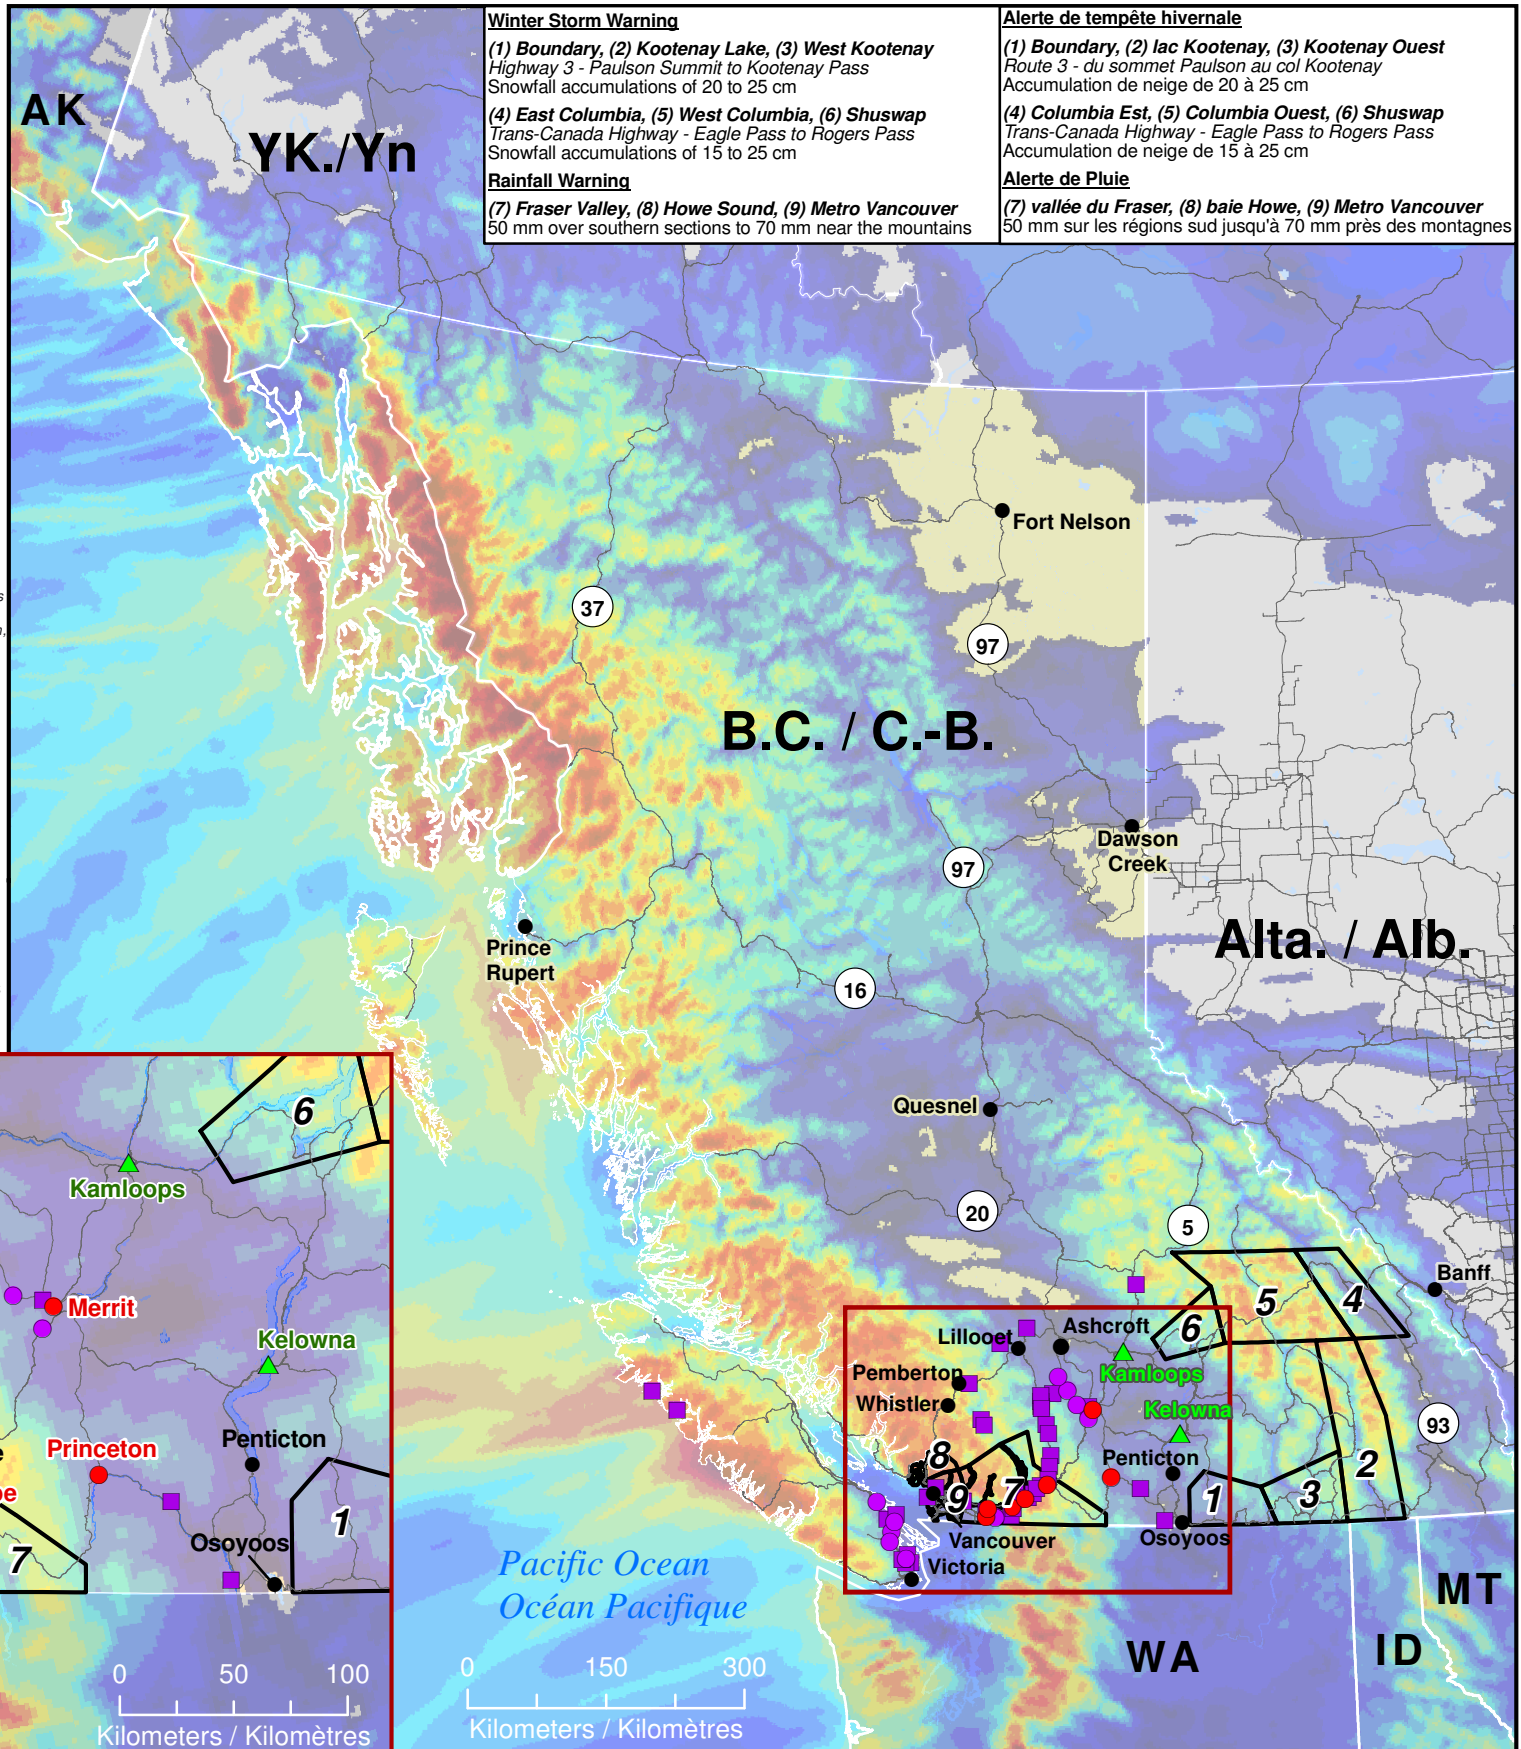 Winter Storm Warning
(1) Boundary, (2) Kootenay Lake, (3) West Kootenay
Highway 3 - Paulson Summit to Kootenay Pass
Snowfall accumulations of 20 to 25 cm
(4) East Columbia, (5) West Columbia, (6) Shuswap
Trans-Canada Highway - Eagle Pass to Rogers Pass
Snowfall accumulations of 15 to 25 cm
Rainfall Warning
(7) Fraser Valley, (8) Howe Sound, (9) Metro Vancouver
50 mm over southern sections to 70 mm near the mountains
Alerte de tempête hivernale
(1) Boundary, (2) lac Kootenay, (3) Kootenay Ouest
Route 3 - du sommet Paulson au col Kootenay
Accumulation de neige de 20 à 25 cm
(4) Columbia Est, (5) Columbia Ouest, (6) Shuswap
Trans-Canada Highway - Eagle Pass to Rogers Pass
Accumulation de neige de 15 à 25 cm
Alerte de Pluie
(7) vallée du Fraser, (8) baie Howe, (9) Metro Vancouver
50 mm sur les régions sud jusqu'à 70 mm près des montagnes
AK
YK./Yn
Fort Nelson
37
97
B.C. / C.-B.
Dawson
Creek
97
Alta. / Alb.
Prince
Rupert
16
Quesnel
20
5
Banff
5
4
6
Lillooet
Ashcroft
Kamloops
Pemberton
Whistler
Kelowna
93
Penticton
8
9
7
1
3
2
Vancouver
Osoyoos
Victoria
Pacific Ocean
Océan Pacifique
MT
ID
WA
0 150 300
Kilometers / Kilomètres
6
Kamloops
Merrit
Kelowna
Princeton
Penticton
1
Osoyoos
7
0 50 100
Kilometers / Kilomètres